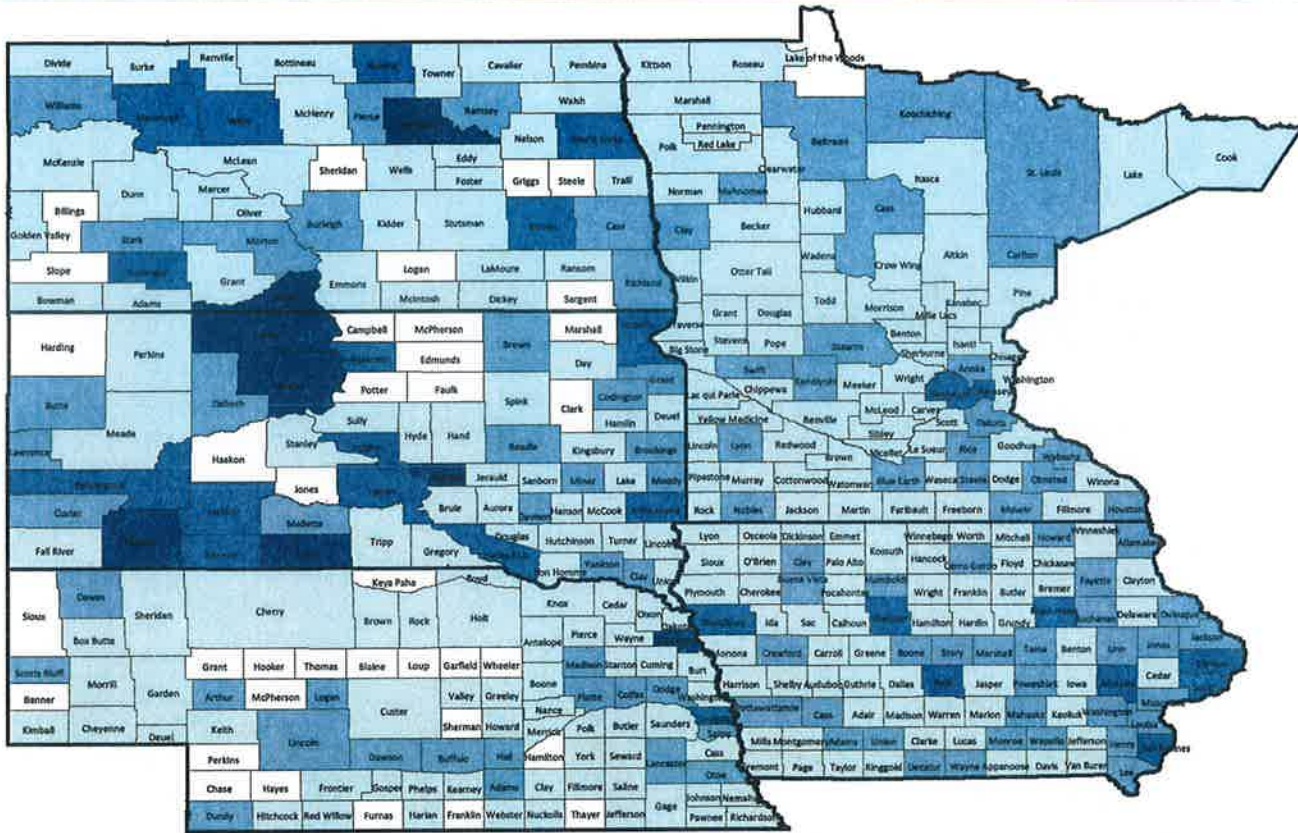 Divide Burke Renville Bottineau Towner Cavalier Pembina Kittson Roseau Lake of the Woods
Williams McHenry Pierce Ramsey Walsh Marshall Koochiching
Pennington
Nelson Polk Red Lake Beltrami St. Louis Cook
McKenzie McLean Sheridan Wells Eddy Clearwater Itasca Lake
Dunn Foster Griggs Steele Traill Norman Mahnomen
Marcer
Billings Oliver Burleigh Kidder Stutsman Cass Clay Becker Hubbard Cass
Golden Valley Stark Morton Wadena Crow Wing Aitkin Carlton
Slope Grant Emmons Logan LaMoure Ransom Richland Wilkin Otter Tail
Bowman Adams McIntosh Dickey Sargent Todd Morrison Kanabec Pine
Harding Perkins Campbell McPherson Brown Marshall Traverse Grant Douglas Mille Lacs
Benton
Edmunds Day Big Stone Stevens Pope Stearns Sherburne Isanti Chisago
Butte Ziebach Potter Faulk Spink Clark Codington Grant Swift Kandiyohi Meeker Wright Anoka Washington
Lac qui Parle Chippewa
Meade Sully Hyde Hand Hamlin Deuel Yellow Medicine Renville McLeod Carver Scott Dakota
Lawrence Haakon Stanley Beadle Kingsbury Brookings Lincoln Lyon Redwood Sibley Nicollet Le Sueur Rice Goodhue Wabasha
Brown
Jones Jerauld Sanborn Miner Lake Moody Pipestone Murray Cottonwood Watonwan Blue Earth Waseca Steele Dodge Olmsted Winona
Custer Mellette Brule Aurora Hanson McCook Rock Nobles Jackson Martin Faribault Freeborn Mower Fillmore Houston
Fall River Tripp Gregory Douglas Hutchinson Turner Lincoln Lyon Osceola Dickinson Emmet Kossuth Winnebago Worth Mitchell Howard Winneshiek Allamakee
Bon Homme Yankton Clay Union Sioux O'Brien Clay Palo Alto Hancock Cerro Gordo Floyd Chickasaw
Sioux Dawes Sheridan Cherry Keya Paha Boyd Knox Cedar Dixon Plymouth Cherokee Buena Vista Pocahontas Humboldt Wright Franklin Butler Bremer Fayette Clayton
Box Butte Brown Rock Holt Antelope Pierce Wayne Ida Sac Calhoun Hamilton Hardin Grundy Buchanan Delaware Dubuque
Scotts Bluff Grant Hooker Thomas Blaine Loup Garfield Wheeler Madison Stanton Cuming Burt Monona Crawford Carroll Greene Boone Story Marshall Tama Benton Linn Jones Jackson
Banner Morrill Garden Arthur McPherson Logan Custer Valley Greeley Boone Platte Colfax Dodge Washington Harrison Shelby Audubon Guthrie Dallas Jasper Poweshiek Iowa Cedar
Nance
Kimball Cheyenne Deuel Keith Lincoln Sherman Howard Merrick Polk Butler Saunders Sarpy Pottawattamie Cass Adair Madison Warren Marion Mahaska Keokuk Washington Louisa
Perkins Dawson Buffalo Hall Hamilton York Seward Lancaster Cass Mills Montgomery Adams Union Clarke Lucas Monroe Wapello Jefferson Henry
Otoe Fremont Page Taylor Ringgold Decatur Wayne Appanoose Davis Van Buren Lee
Chase Hayes Frontier Gosper Phelps Kearney Adams Clay Fillmore Saline Gage Johnson Nemaha
Dundy Hitchcock Red Willow Furnas Harlan Franklin Webster Nuckolls Thayer Jefferson Pawnee Richardson